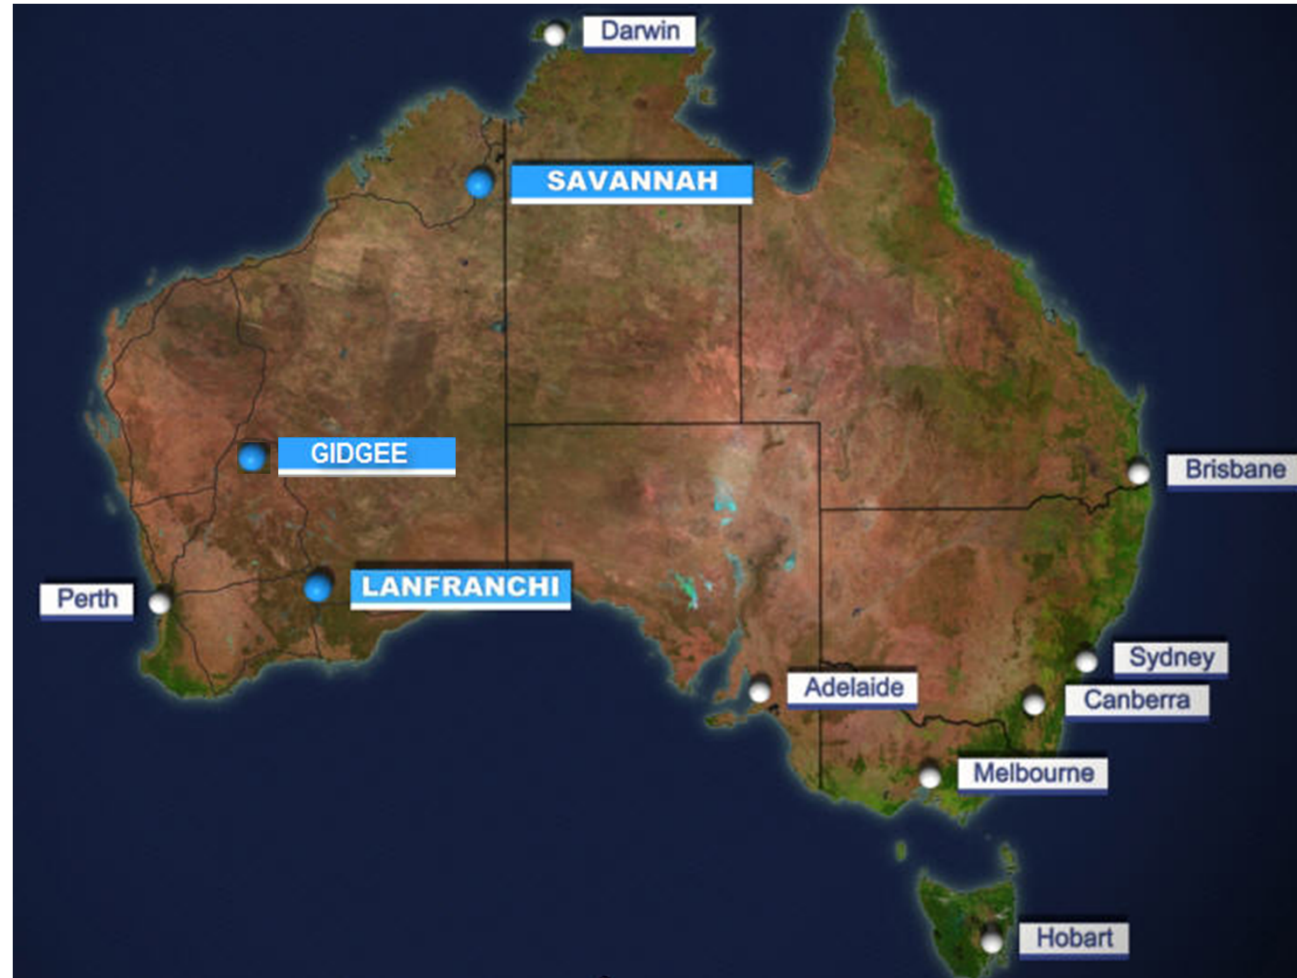 Darwin
SAVANNAH
GIDGEE
Brisbane
LANFRANCHI
Perth
Sydney
Adelaide
Canberra
Melbourne
Hobart